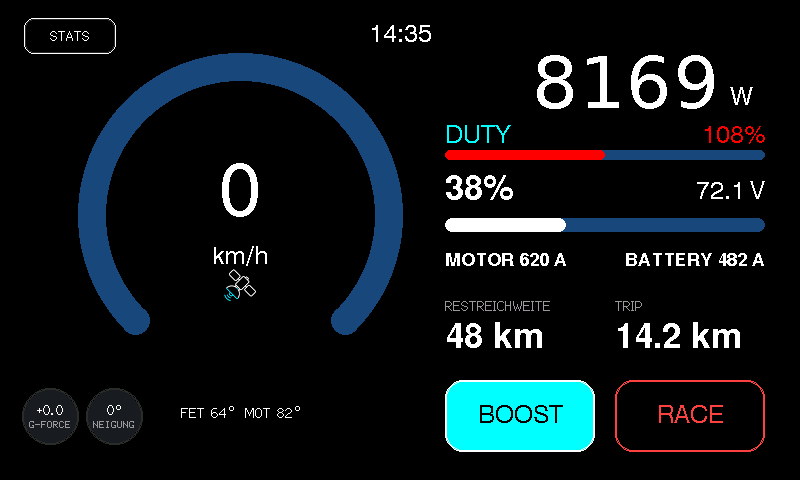 STATS
14:35
8169 W
DUTY 108%
0
km/h
38% 72.1 V
MOTOR 620 A BATTERY 482 A
RESTREICHWEITE TRIP
48 km 14.2 km
+0.0
G-FORCE
0°
NEIGUNG
FET 64° MOT 82°
BOOST RACE